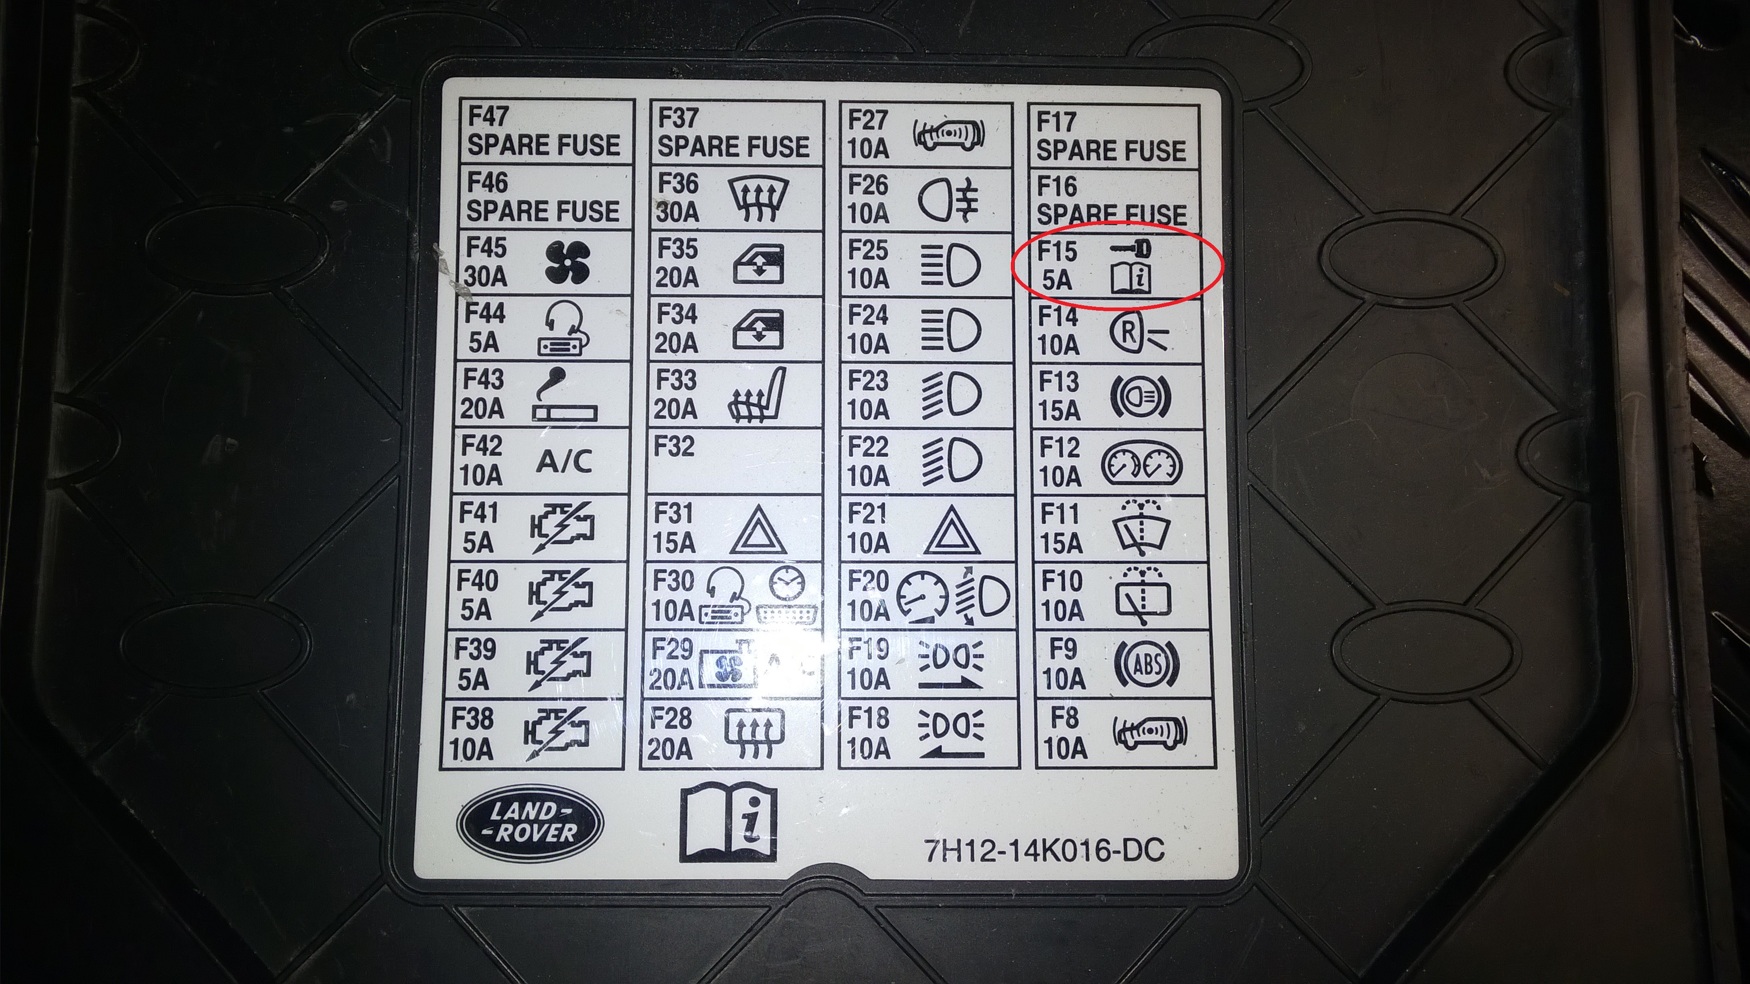 F47
SPARE FUSE
F46
SPARE FUSE
F45
30A
F44
5A
F43
20A
F42
10A A/C
F41
5A
F40
5A
F39
5A
F38
10A
F37
SPARE FUSE
F36
30A
F35
20A
F34
20A
F33
20A
F32
F31
15A
F30
10A
F29
20A
F28
20A
F27
10A
F26
10A
F25
10A
F24
10A
F23
10A
F22
10A
F21
10A
F20
10A
F19
10A
F18
10A
F17
SPARE FUSE
F16
SPARE FUSE
F15
5A i
F14
10A R
F13
15A
F12
10A
F11
15A
F10
10A
F9
10A ABS
F8
10A
LAND-
-ROVER
i
7H12-14K016-DC